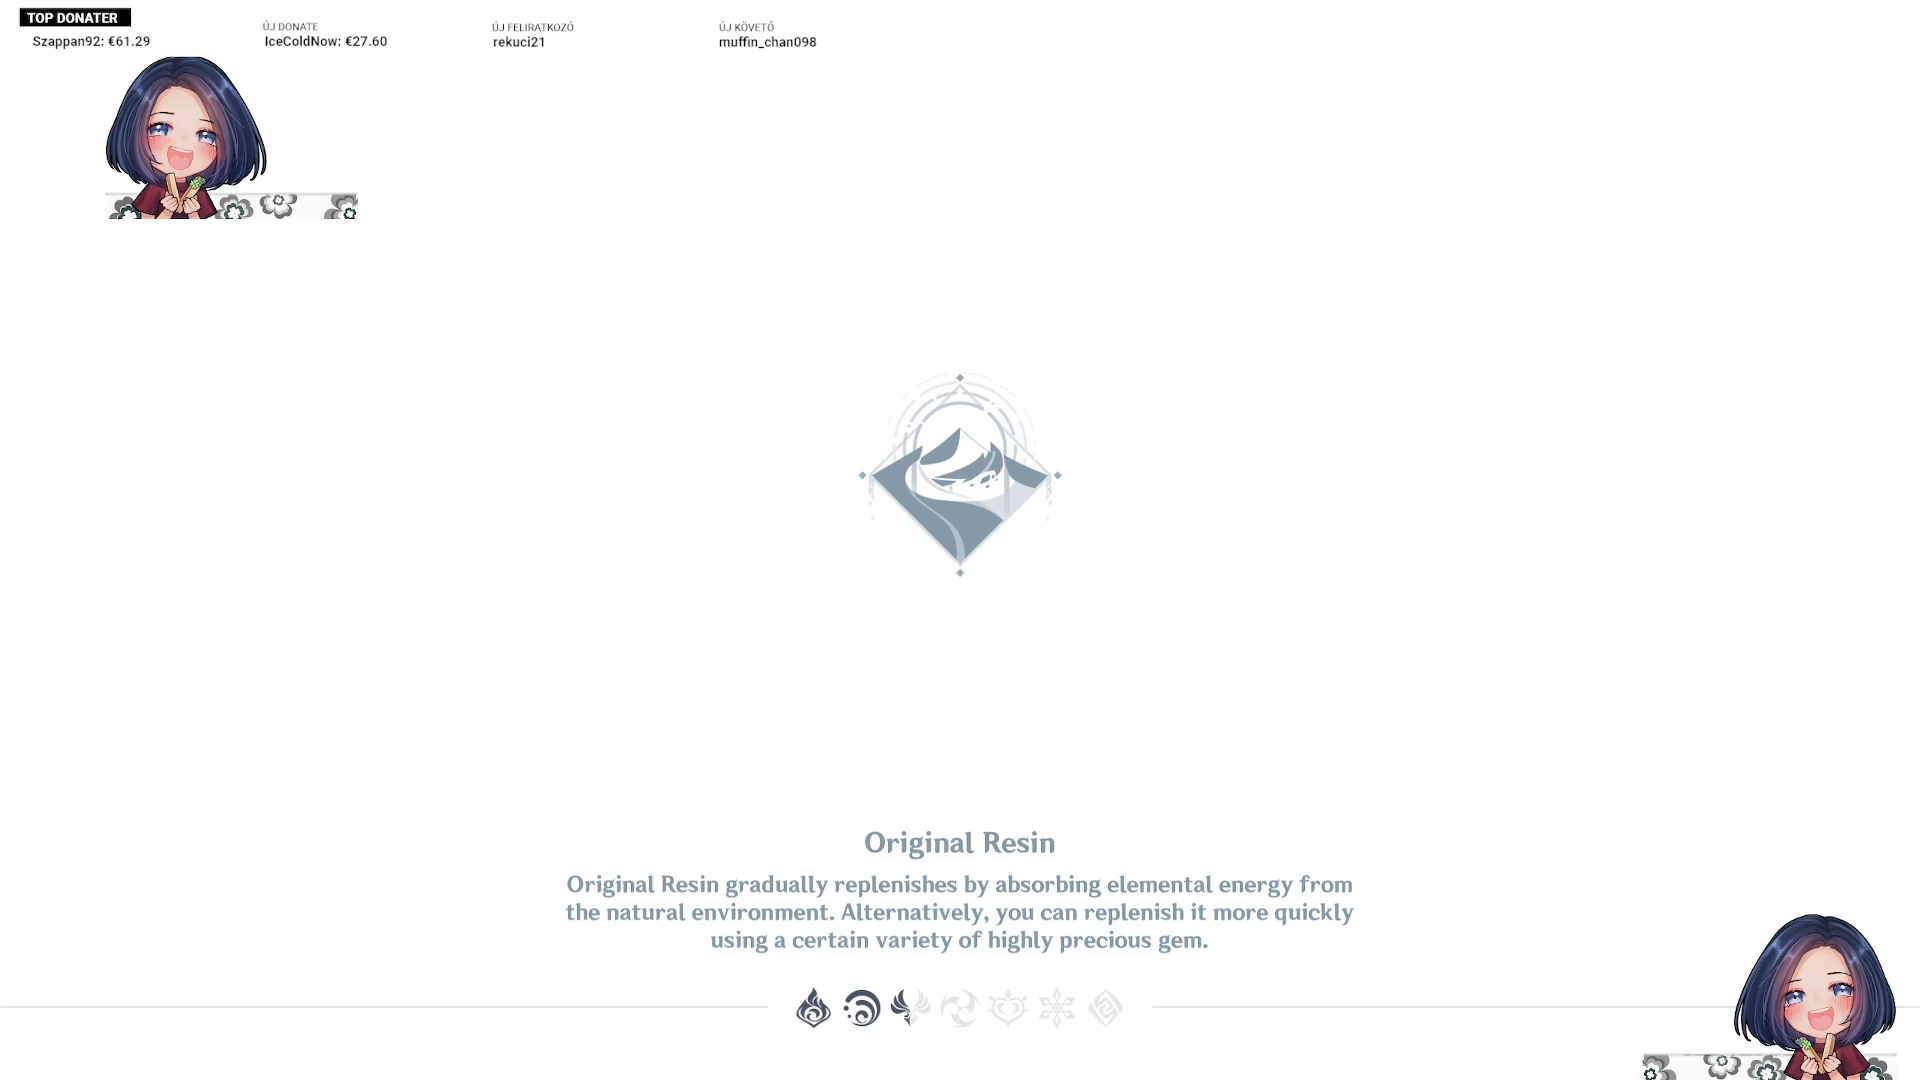 TOP DONATER
Szappan92: €61.29
ÚJ DONATE
IceColdNow: €27.60
ÚJ FELIRATKOZÓ
rekuci21
ÚJ KÖVETŐ
muffin_chan098
Original Resin
Original Resin gradually replenishes by absorbing elemental energy from
the natural environment. Alternatively, you can replenish it more quickly
using a certain variety of highly precious gem.